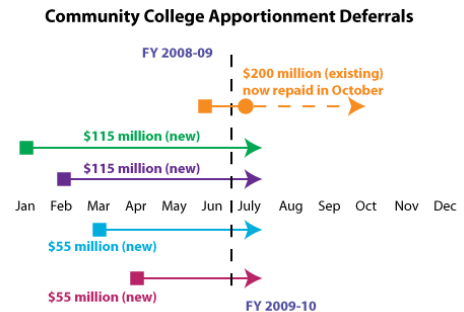 Community College Apportionment Deferrals
FY 2008-09
$200 million (existing)
now repaid in October
$115 million (new)
$115 million (new)
Jan Feb Mar Apr May Jun July Aug Sep Oct Nov Dec
$55 million (new)
$55 million (new)
FY 2009-10